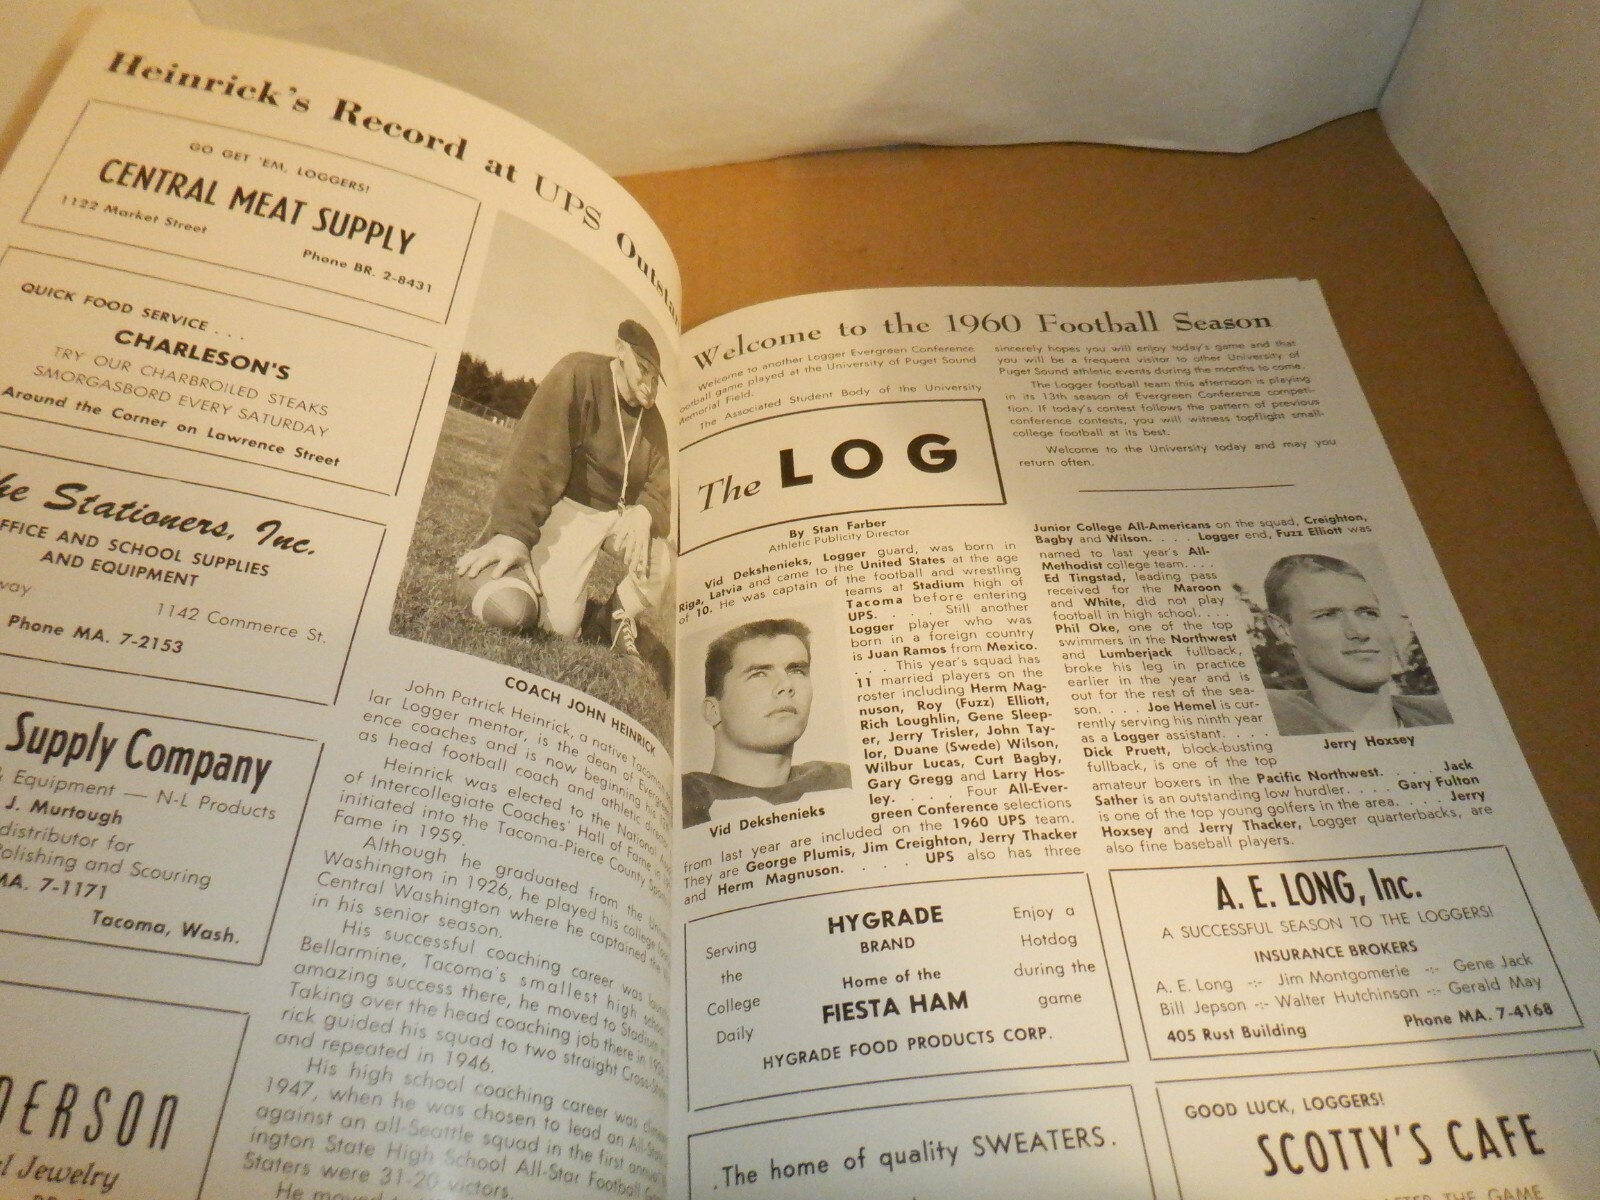 Heinrick's Record at UPS
GO GET 'EM, LOGGERS!
CENTRAL MEAT SUPPLY
1122 Market Street
Phone BR. 2-8431
QUICK FOOD SERVICE . . .
CHARLESON'S
TRY OUR CHARBROILED STEAKS
SMORGASBORD EVERY SATURDAY
Around the Corner on Lawrence Street
Stationers, Inc.
OFFICE AND SCHOOL SUPPLIES
AND EQUIPMENT
1142 Commerce St.
Phone MA. 7-2153
Supply Company
& Equipment — N-L Products
J. Murtough
distributor for
Polishing and Scouring
MA. 7-1171
Tacoma, Wash.
Jewelry
COACH JOHN HEINRICK
John Patrick Heinrick, a native
lar Logger mentor, is the dean of
ence coaches and is now beginning his
as head football coach and athletic
Heinrick was elected to the National
of Intercollegiate Coaches' Hall of Fame in
initiated into the Tacoma-Pierce County
Fame in 1959.
Although he graduated from the
Washington in 1926, he played his college
Central Washington where he captained the
in his senior season.
His successful coaching career was
Bellarmine, Tacoma's smallest high
amazing success there, he moved to
Taking over the head coaching job there in
rick guided his squad to two straight
and repeated in 1946.
His high school coaching career was
1947, when he was chosen to lead an
against an all-Seattle squad in the first
ington State High School All-Star Football
Staters were 31-20 victors.
He moved
Welcome to the 1960 Football Season
Welcome to another Logger Evergreen Conference
football game played at the University of Puget Sound
Memorial Field.
The Associated Student Body of the University
sincerely hopes you will enjoy today's game and that
you will be a frequent visitor to other University of
Puget Sound athletic events during the months to come.
The Logger football team this afternoon is playing
in its 13th season of Evergreen Conference competi-
tion. If today's contest follows the pattern of previous
conference contests, you will witness topflight small-
college football at its best.
Welcome to the University today and may you
return often.
The LOG
By Stan Farber
Athletic Publicity Director
Vid Dekshenieks, Logger guard, was born in
Riga, Latvia and came to the United States at the age
of 10. He was captain of the football and wrestling
teams at Stadium high of
Tacoma before entering
UPS. . . . Still another
Logger player who was
born in a foreign country
is Juan Ramos from Mexico.
. . . This year's squad has
11 married players on the
roster including Herm Mag-
nuson, Roy (Fuzz) Elliott,
Rich Loughlin, Gene Sleep-
er, Jerry Trisler, John Tay-
lor, Duane (Swede) Wilson,
Wilbur Lucas, Curt Bagby,
Gary Gregg and Larry Hos-
ley. . . . . Four All-Ever-
green Conference selections
Vid Dekshenieks
from last year are included on the 1960 UPS team.
They are George Plumis, Jim Creighton, Jerry Thacker
and Herm Magnuson. . . . UPS also has three
Junior College All-Americans on the squad, Creighton,
Bagby and Wilson. . . . Logger end, Fuzz Elliott was
named to last year's All-
Methodist college team. . . .
Ed Tingstad, leading pass
received for the Maroon
and White, did not play
football in high school. . . .
Phil Oke, one of the top
swimmers in the Northwest
and Lumberjack fullback,
broke his leg in practice
earlier in the year and is
out for the rest of the sea-
son. . . . Joe Hemel is cur-
rently serving his ninth year
as a Logger assistant. . . .
Dick Pruett, block-busting
fullback, is one of the top
Jerry Hoxsey
amateur boxers in the Pacific Northwest. . . . Jack
Sather is an outstanding low hurdler. . . . Gary Fulton
is one of the top young golfers in the area. . . . Jerry
Hoxsey and Jerry Thacker, Logger quarterbacks, are
also fine baseball players.
Serving
the
College
Daily
HYGRADE
BRAND
Home of the
FIESTA HAM
Enjoy a
Hotdog
during the
game
HYGRADE FOOD PRODUCTS CORP.
A. E. LONG, Inc.
A SUCCESSFUL SEASON TO THE LOGGERS!
INSURANCE BROKERS
A. E. Long -:- Jim Montgomerie -:- Gene Jack
Bill Jepson -:- Walter Hutchinson -:- Gerald May
405 Rust Building
Phone MA. 7-4168
The home of quality SWEATERS.
GOOD LUCK, LOGGERS!
SCOTTY'S CAFE
AFTER THE GAME